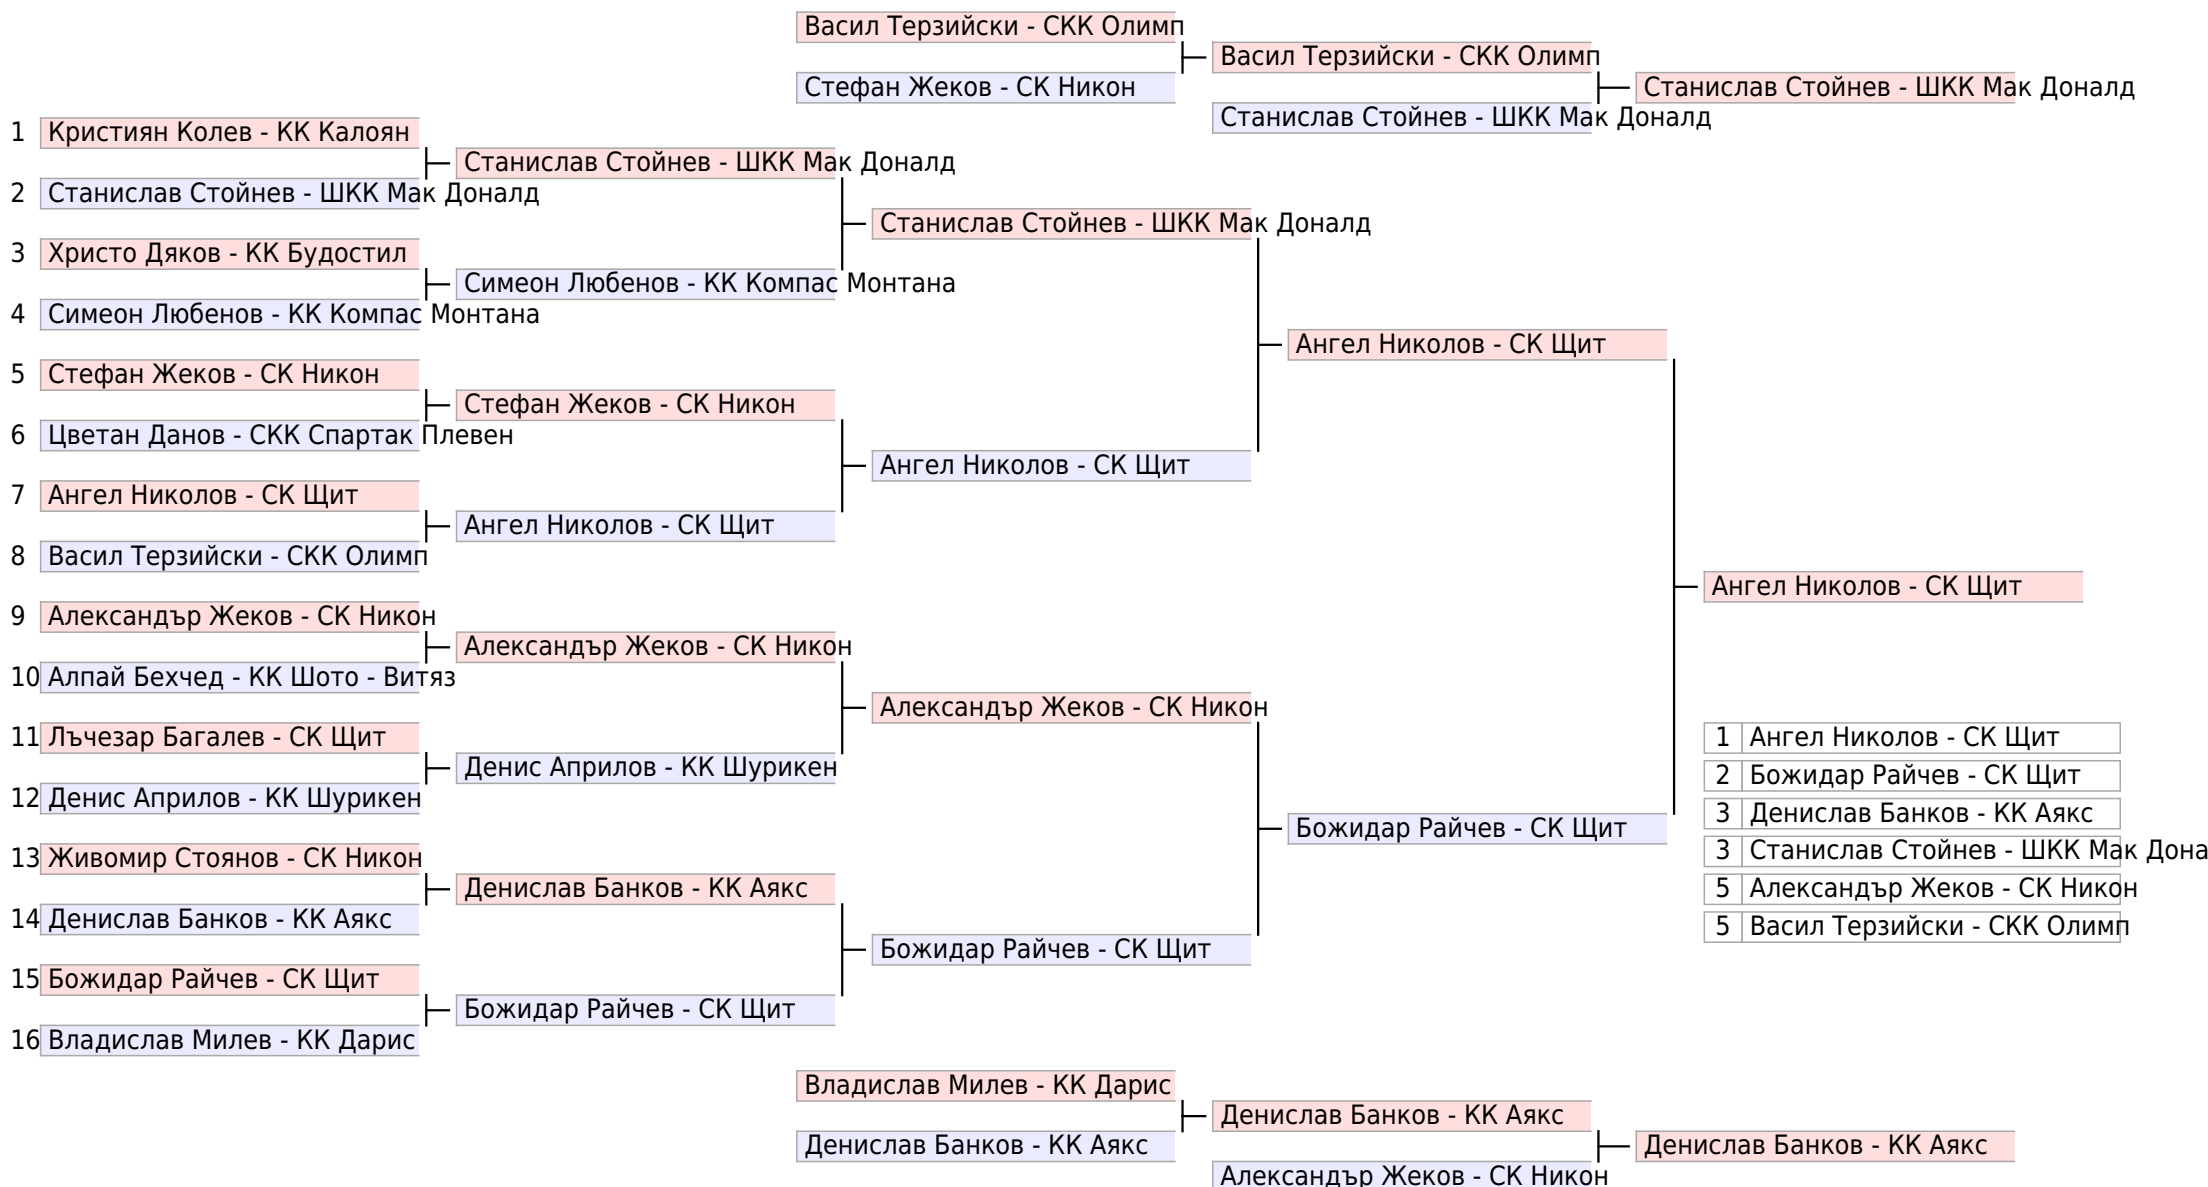 Васил Терзийски - СКК Олимп
Васил Терзийски - СКК Олимп
Стефан Жеков - СК Никон
Станислав Стойнев - ШКК Мак Доналд
Станислав Стойнев - ШКК Мак Доналд
1 Кристиян Колев - КК Калоян
Станислав Стойнев - ШКК Мак Доналд
2 Станислав Стойнев - ШКК Мак Доналд
Станислав Стойнев - ШКК Мак Доналд
3 Христо Дяков - КК Будостил
Симеон Любенов - КК Компас Монтана
4 Симеон Любенов - КК Компас Монтана
Ангел Николов - СК Щит
5 Стефан Жеков - СК Никон
Стефан Жеков - СК Никон
6 Цветан Данов - СКК Спартак Плевен
Ангел Николов - СК Щит
7 Ангел Николов - СК Щит
Ангел Николов - СК Щит
8 Васил Терзийски - СКК Олимп
Ангел Николов - СК Щит
9 Александър Жеков - СК Никон
Александър Жеков - СК Никон
10 Алпай Бехчед - КК Шото - Витяз
Александър Жеков - СК Никон
11 Лъчезар Багалев - СК Щит
Денис Априлов - КК Шурикен
12 Денис Априлов - КК Шурикен
Божидар Райчев - СК Щит
13 Живомир Стоянов - СК Никон
Денислав Банков - КК Аякс
14 Денислав Банков - КК Аякс
Божидар Райчев - СК Щит
15 Божидар Райчев - СК Щит
Божидар Райчев - СК Щит
16 Владислав Милев - КК Дарис
1 Ангел Николов - СК Щит
2 Божидар Райчев - СК Щит
3 Денислав Банков - КК Аякс
3 Станислав Стойнев - ШКК Мак Дона
5 Александър Жеков - СК Никон
5 Васил Терзийски - СКК Олимп
Владислав Милев - КК Дарис
Денислав Банков - КК Аякс
Денислав Банков - КК Аякс
Денислав Банков - КК Аякс
Александър Жеков - СК Никон